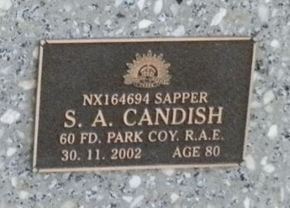 NX164694 SAPPER
S. A. CANDISH
60 FD. PARK COY. R.A.E.
30. 11. 2002 AGE 80